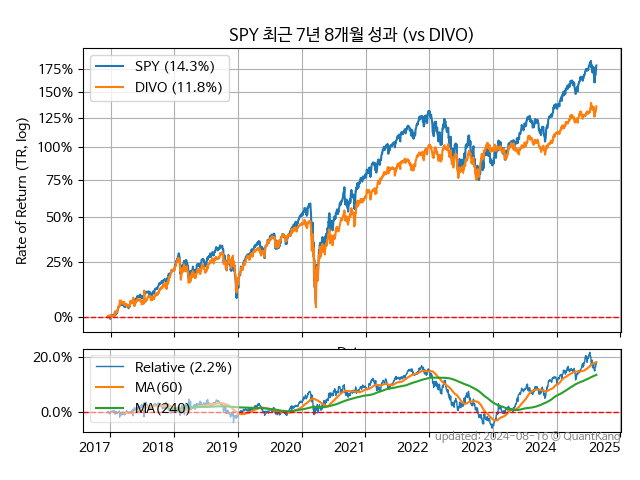 SPY 최근 7년 8개월 성과 (vs DIVO)
Rate of Return (TR, log)
SPY (14.3%)
DIVO (11.8%)
175%
150%
125%
100%
75%
50%
25%
0%
20.0%
0.0%
Relative (2.2%)
MA(60)
MA(240)
2017 2018 2019 2020 2021 2022 2023 2024 2025
updated: 2024-08-16 © QuantKang